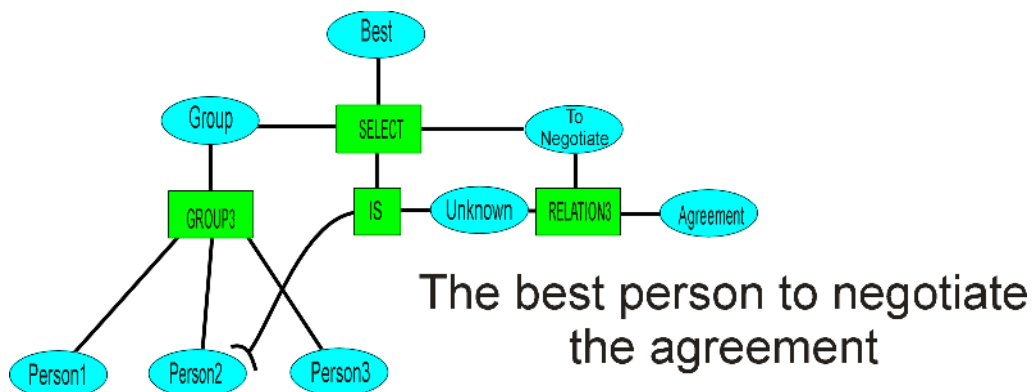 Best
Group
SELECT
To
Negotiate
GROUP3
IS
Unknown
RELATION3
Agreement
The best person to negotiate
the agreement
Person1
Person2
Person3